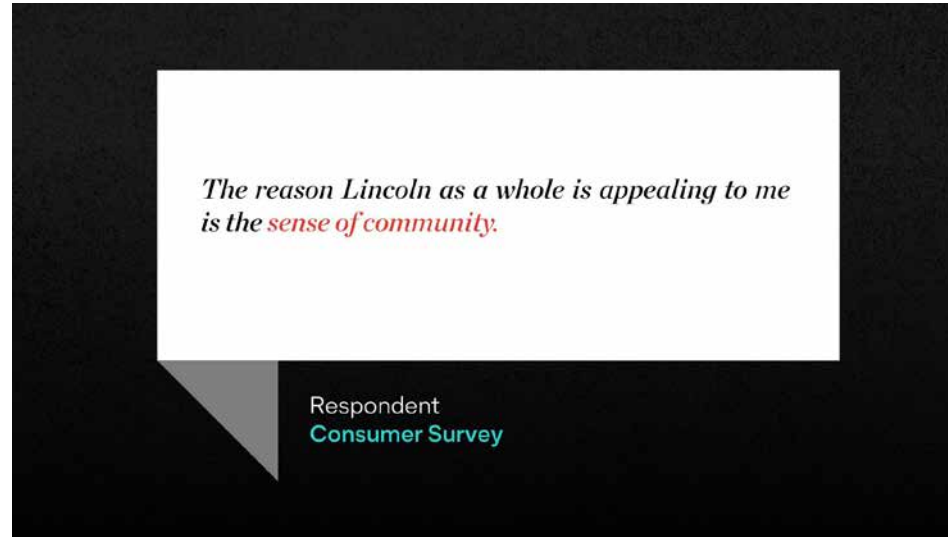 The reason Lincoln as a whole is appealing to me
is the sense of community.
Respondent
Consumer Survey